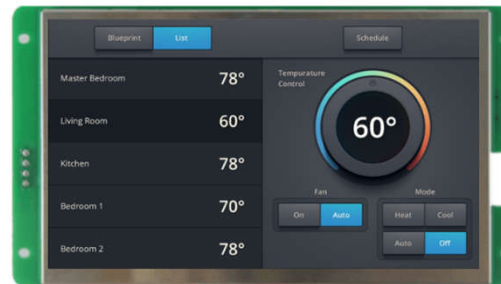 Blueprint List Schedule
Master Bedroom 78°
Living Room 60°
Kitchen 78°
Bedroom 1 70°
Bedroom 2 78°
Tempurature
Control
60°
Fan
On Auto
Mode
Heat Cool
Auto Off